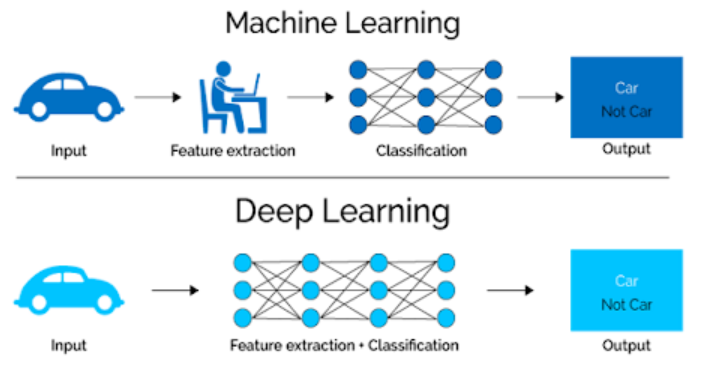 Machine Learning
Car
Not Car
Input
Feature extraction
Classification
Output
Deep Learning
Car
Not Car
Input
Feature extraction + Classification
Output